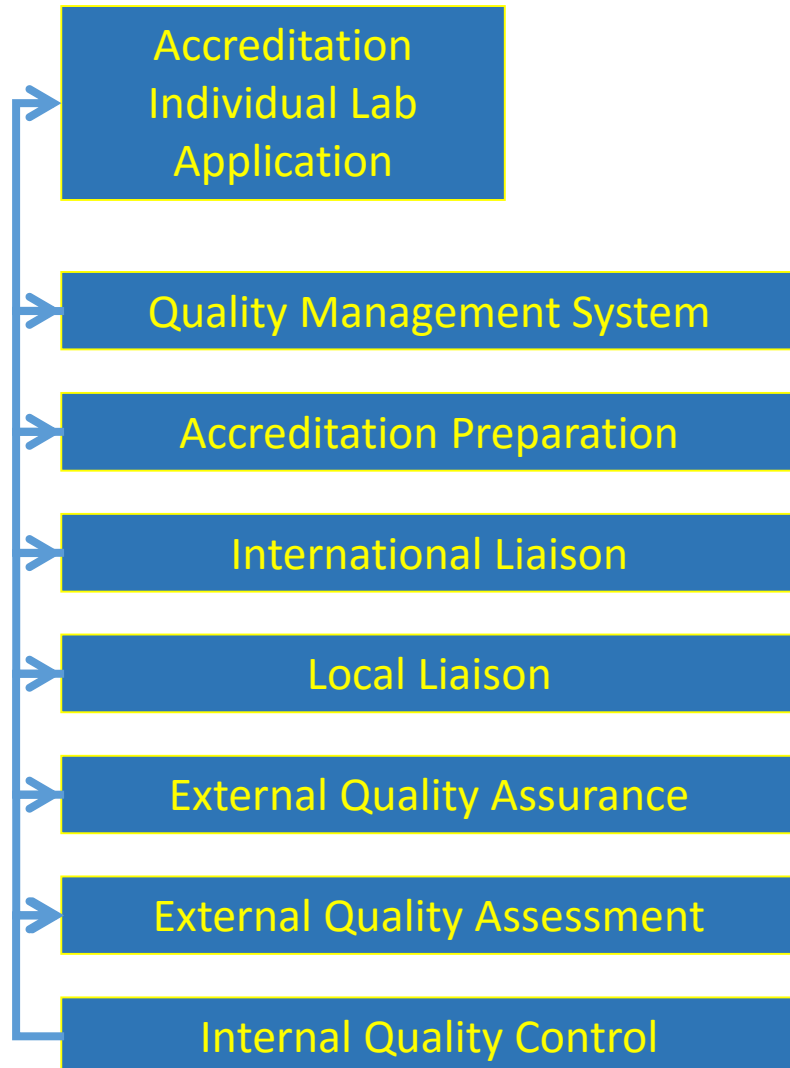 Accreditation
Individual Lab
Application
Quality Management System
Accreditation Preparation
International Liaison
Local Liaison
External Quality Assurance
External Quality Assessment
Internal Quality Control